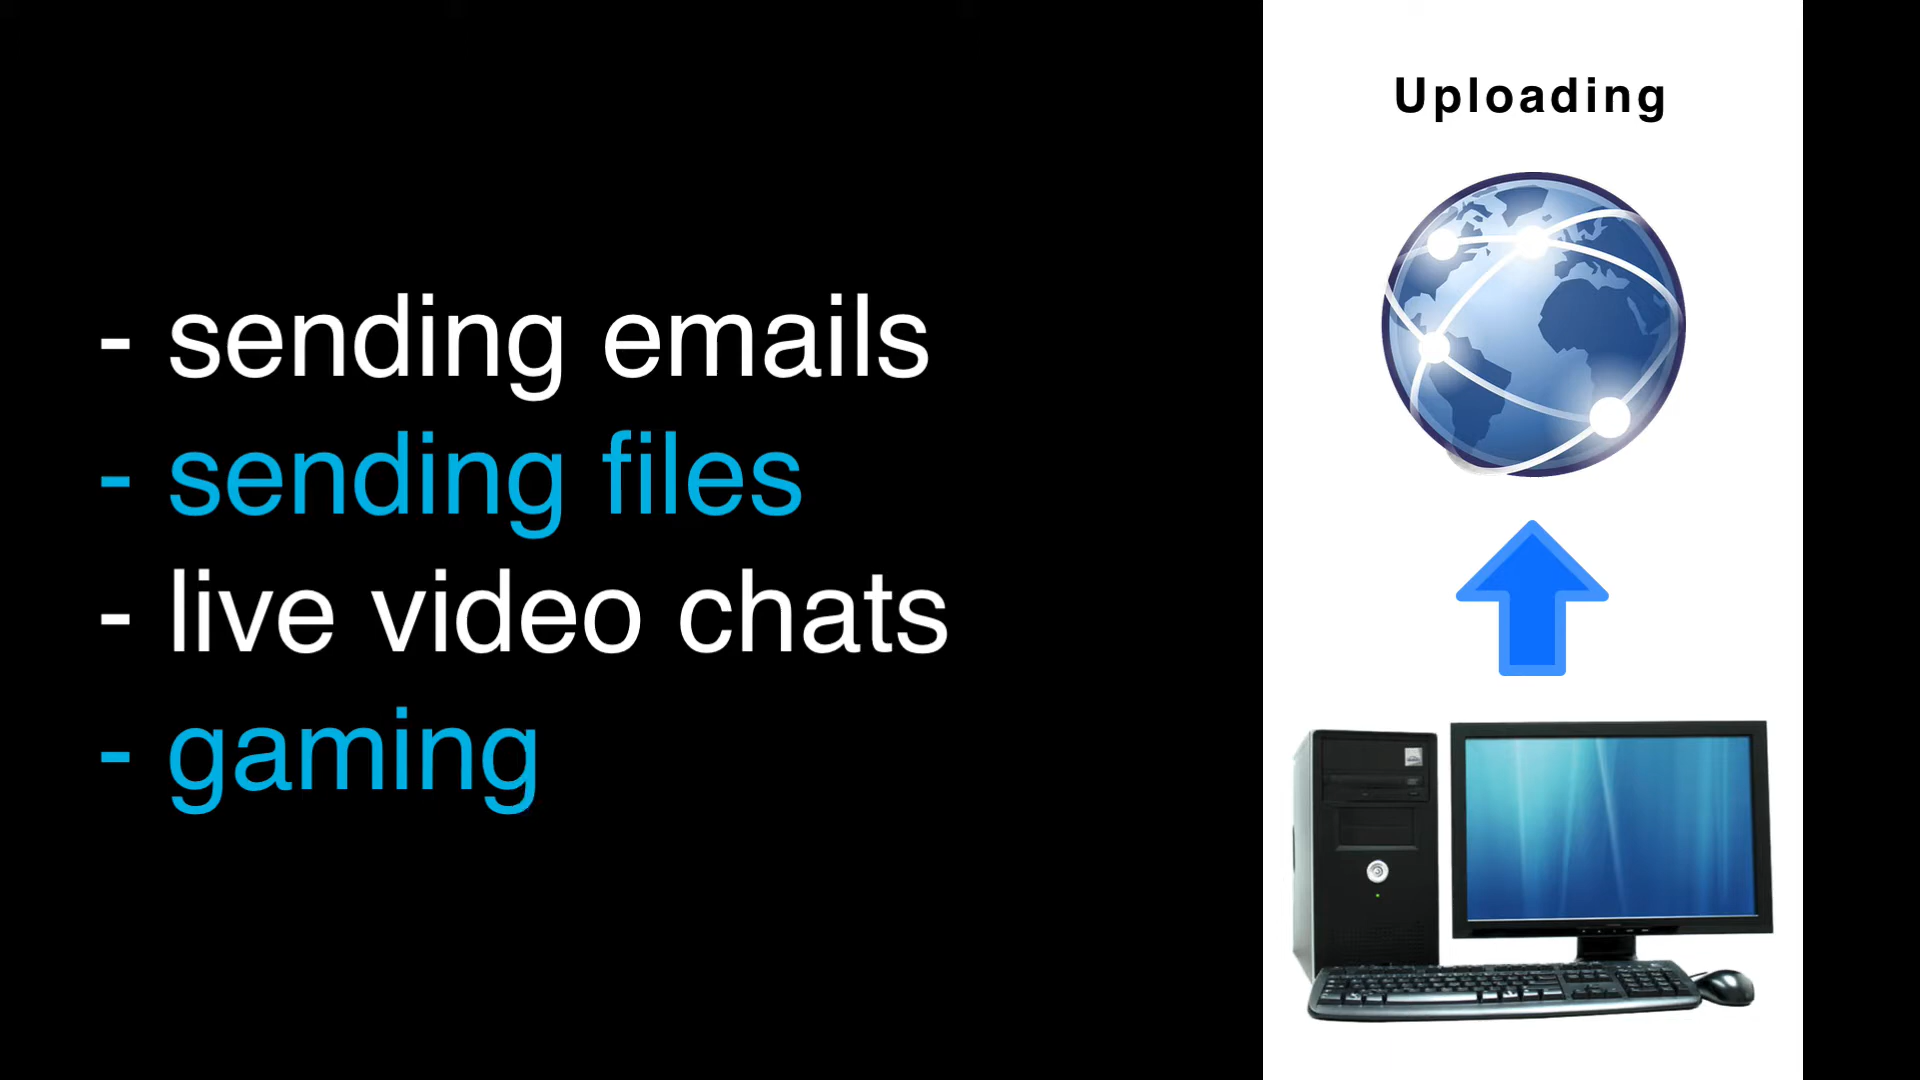 - sending emails
- sending files
- live video chats
- gaming
Uploading